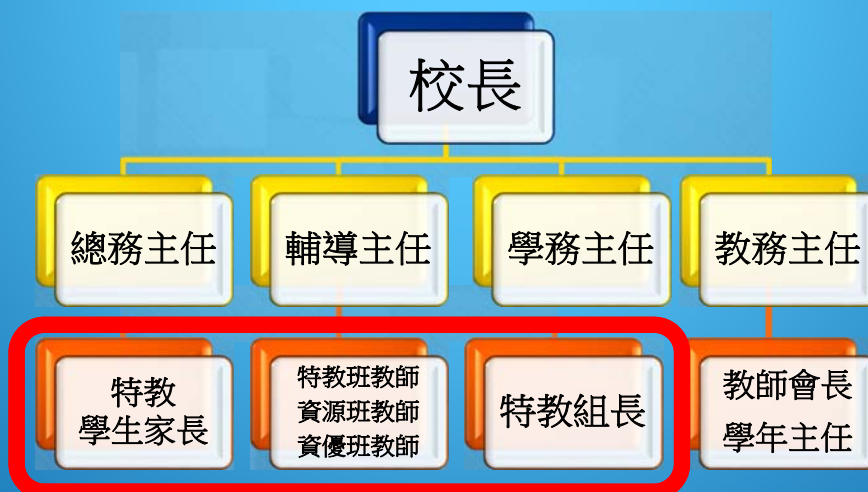 校長
總務主任
輔導主任
學務主任
教務主任
特教
學生家長
特教班教師
資源班教師
資優班教師
特教組長
教師會長
學年主任